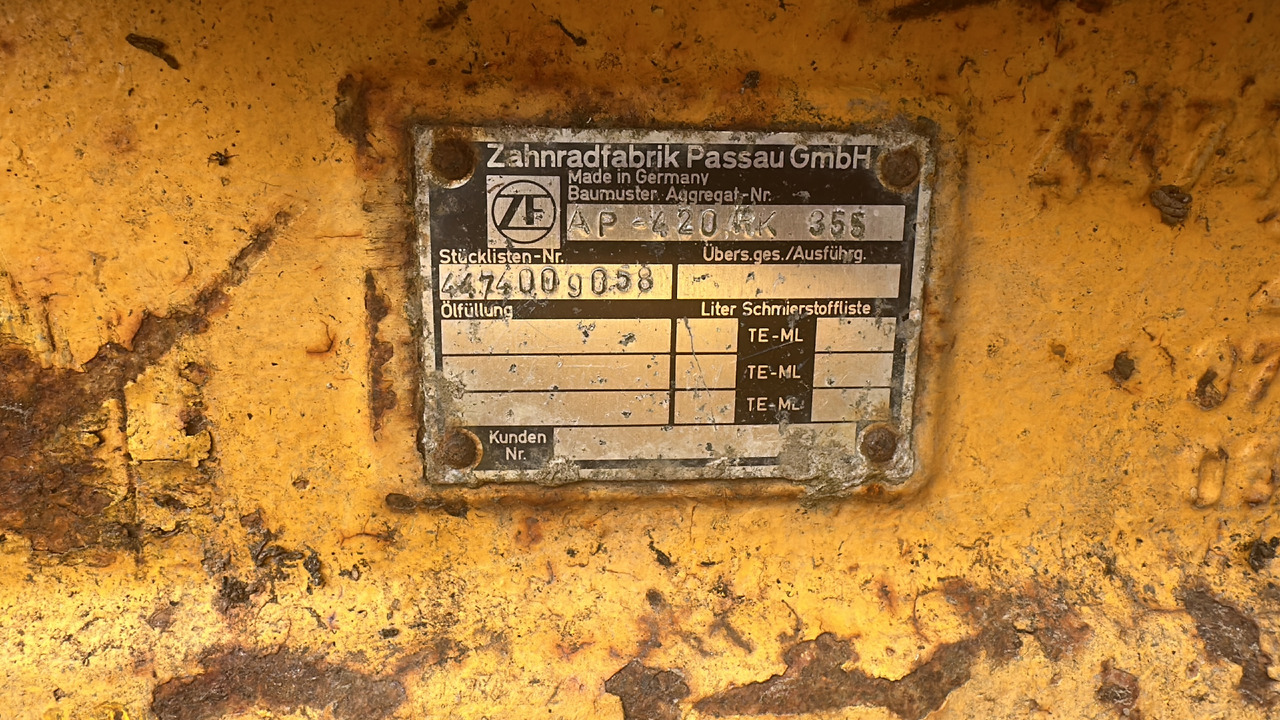 Zahnradfabrik Passau GmbH
Made in Germany
Baumuster. Aggregat-Nr.
ZF
AP-420 RK 355
Stücklisten-Nr. Übers.ges./Ausführg.
4474009058
Ölfüllung Liter Schmierstoffliste
TE-ML
TE-ML
TE-ML
Kunden
Nr.